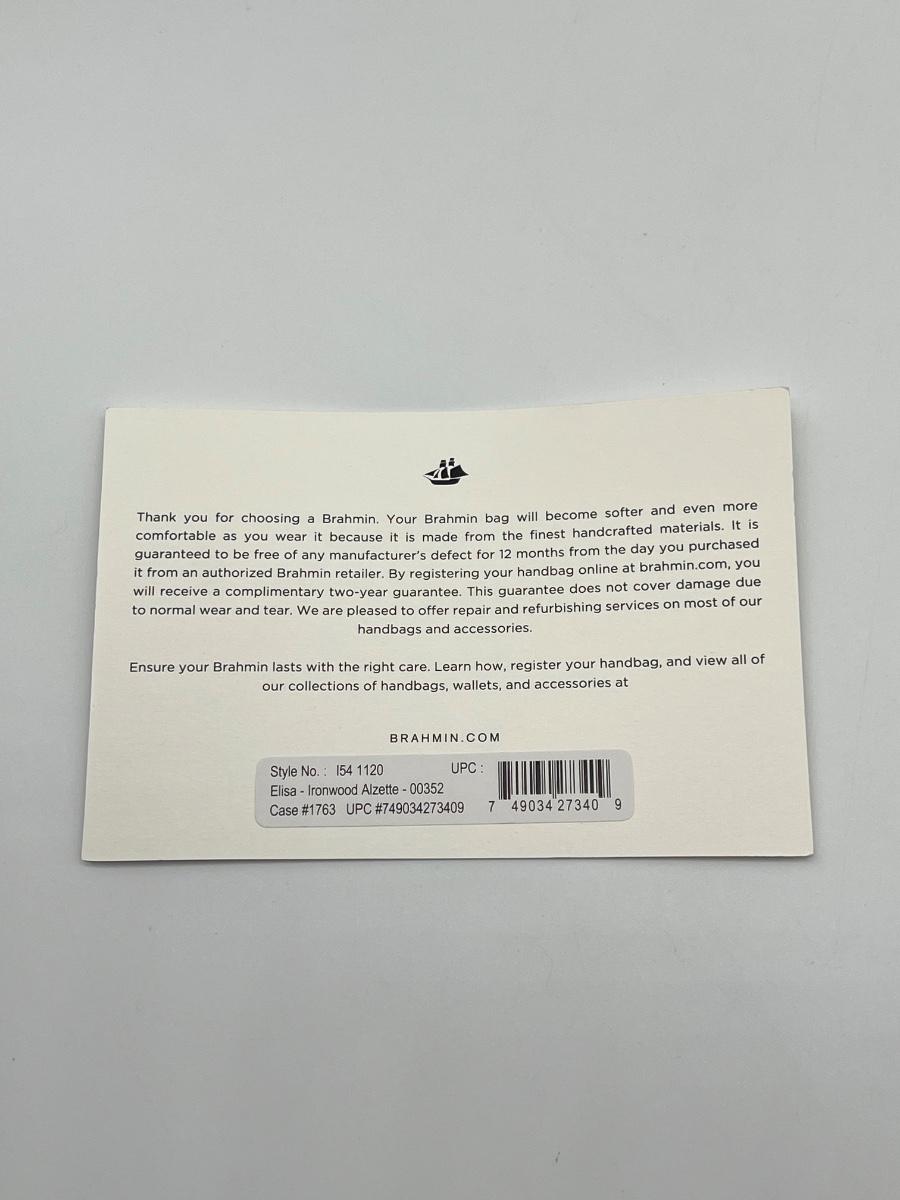 Thank you for choosing a Brahmin. Your Brahmin bag will become softer and even more
comfortable as you wear it because it is made from the finest handcrafted materials. It is
guaranteed to be free of any manufacturer's defect for 12 months from the day you purchased
it from an authorized Brahmin retailer. By registering your handbag online at brahmin.com, you
will receive a complimentary two-year guarantee. This guarantee does not cover damage due
to normal wear and tear. We are pleased to offer repair and refurbishing services on most of our
handbags and accessories.
Ensure your Brahmin lasts with the right care. Learn how, register your handbag, and view all of
our collections of handbags, wallets, and accessories at
BRAHMIN.COM
Style No. : I54 1120 UPC :
Elisa - Ironwood Alzette - 00352
Case #1763 UPC #749034273409 7 49034 27340 9